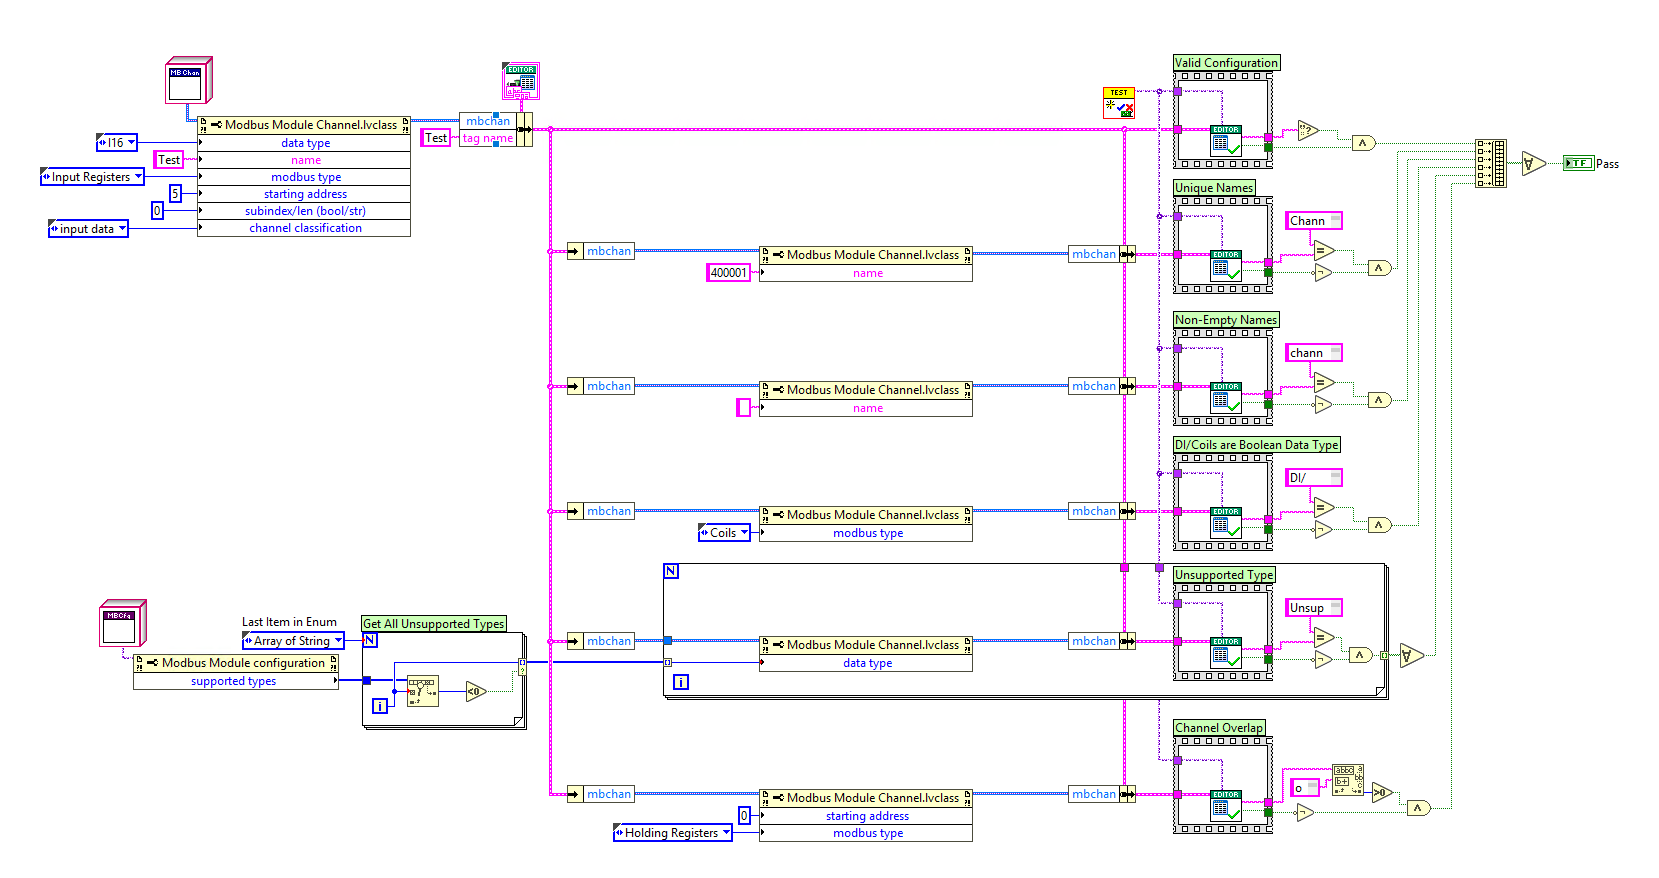 MB Chan
Modbus Module Channel.lvclass
I16
data type
Test
name
Input Registers
modbus type
5
starting address
0
subindex/len (bool/str)
input data
channel classification
EDITOR
mbchan
Test
tag name
TEST
Valid Configuration
EDITOR
?
∧
∀
TF
Pass
Unique Names
mbchan
Modbus Module Channel.lvclass
400001
name
mbchan
EDITOR
Chann
=
¬
∧
Non-Empty Names
mbchan
Modbus Module Channel.lvclass
name
mbchan
EDITOR
chann
=
¬
∧
DI/Coils are Boolean Data Type
mbchan
Modbus Module Channel.lvclass
Coils
modbus type
mbchan
EDITOR
DI/
=
¬
∧
MBCfg
Modbus Module configuration
supported types
Last Item in Enum
Array of String
Get All Unsupported Types
N
i
<0
?
N
i
Unsupported Type
mbchan
Modbus Module Channel.lvclass
data type
mbchan
EDITOR
Unsup
=
¬
∧
∀
Channel Overlap
mbchan
Modbus Module Channel.lvclass
0
starting address
Holding Registers
modbus type
mbchan
EDITOR
o
>0
¬
∧